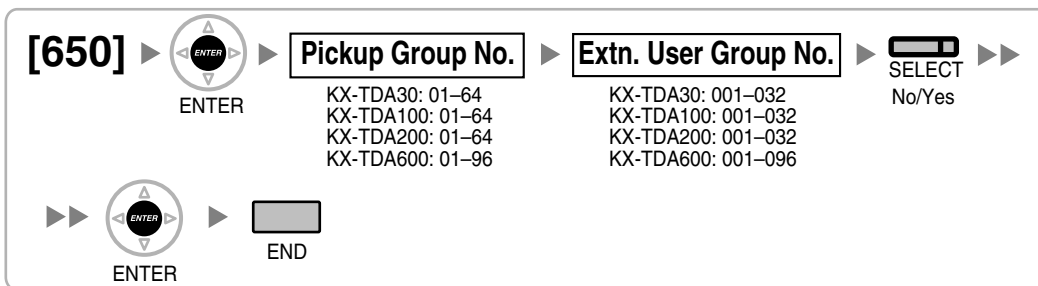 [650] ENTER Pickup Group No. Extn. User Group No. SELECT
ENTER
No/Yes
KX-TDA30: 01–64
KX-TDA100: 01–64
KX-TDA200: 01–64
KX-TDA600: 01–96
KX-TDA30: 001–032
KX-TDA100: 001–032
KX-TDA200: 001–032
KX-TDA600: 001–096
ENTER
ENTER
END